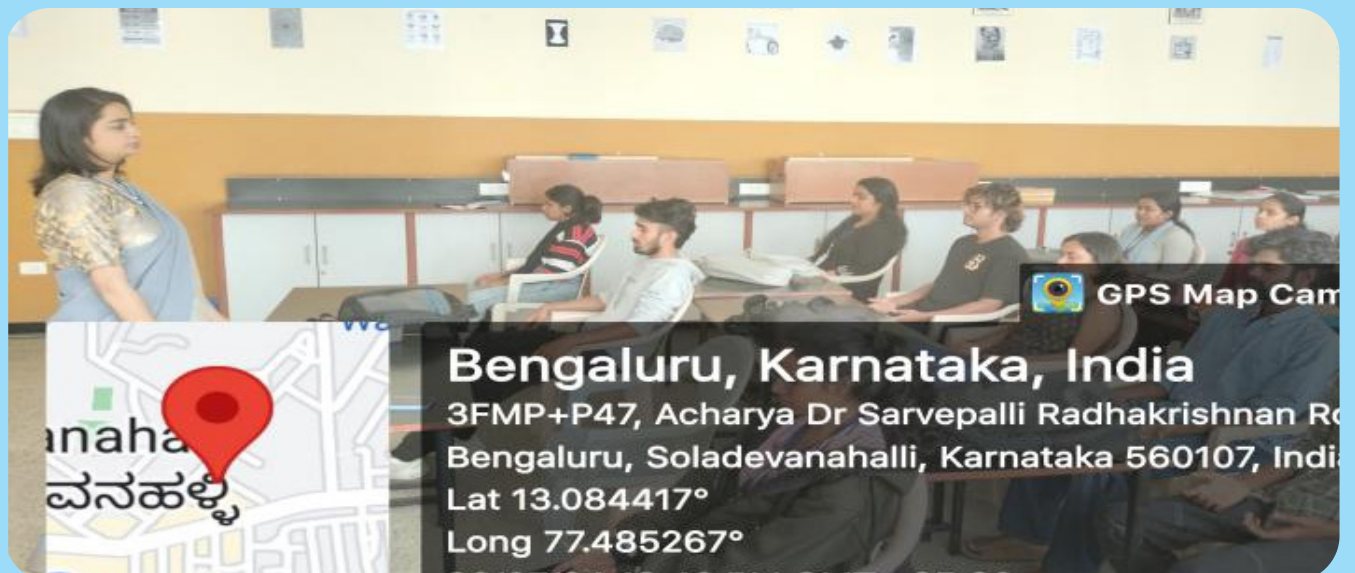 GPS Map Cam
Bengaluru, Karnataka, India
3FMP+P47, Acharya Dr Sarvepalli Radhakrishnan Ro
Bengaluru, Soladevanahalli, Karnataka 560107, Indi
Lat 13.084417°
Long 77.485267°
anaha
ವನಹಳ್ಳಿ